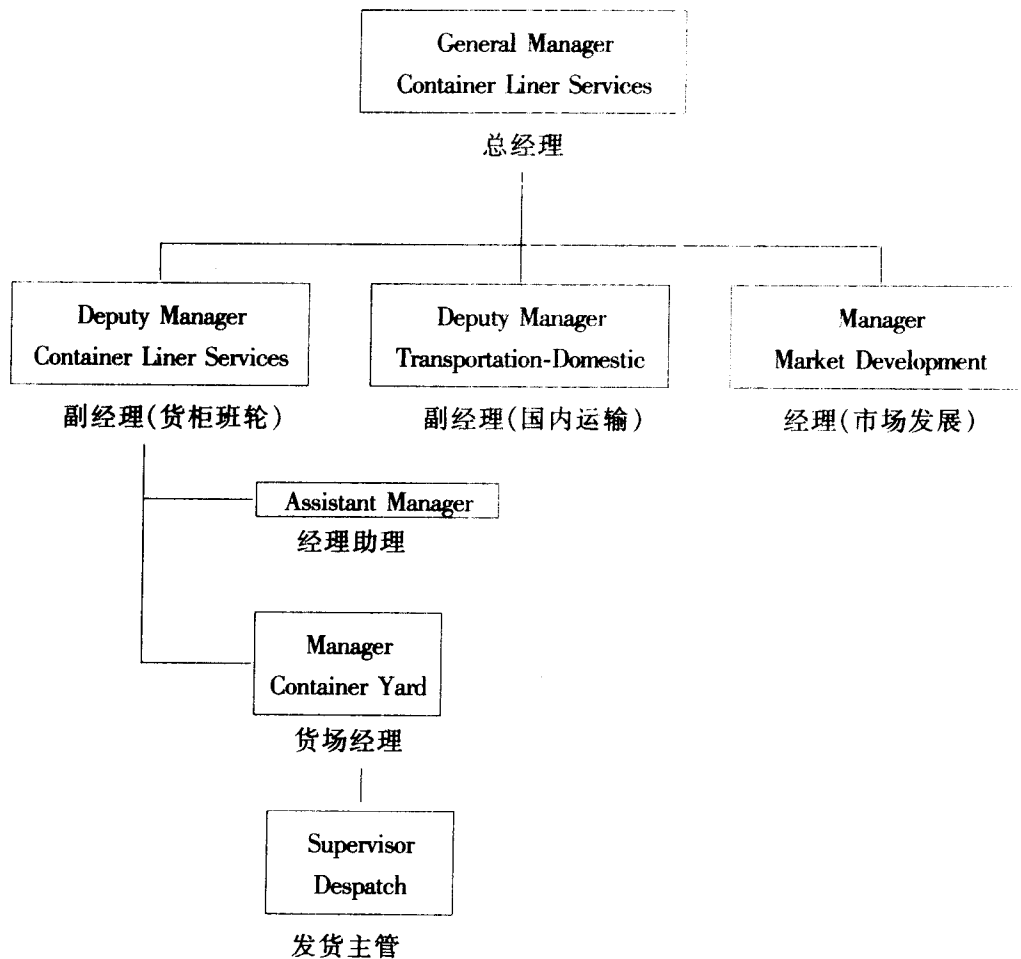 General Manager
Container Liner Services
总经理
Deputy Manager
Container Liner Services
副经理(货柜班轮)
Deputy Manager
Transportation-Domestic
副经理(国内运输)
Manager
Market Development
经理(市场发展)
Assistant Manager
经理助理
Manager
Container Yard
货场经理
Supervisor
Despatch
发货主管